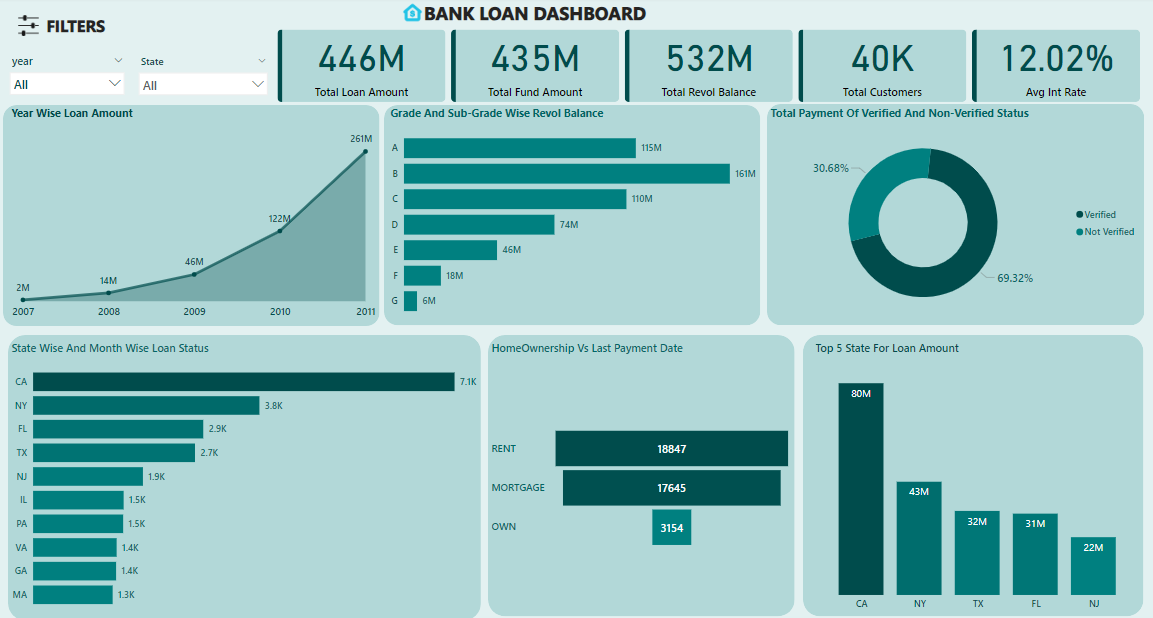 FILTERS
BANK LOAN DASHBOARD
year
State
All
All
446M
Total Loan Amount
435M
Total Fund Amount
532M
Total Revol Balance
40K
Total Customers
12.02%
Avg Int Rate
Year Wise Loan Amount
261M
122M
46M
14M
2M
2007 2008 2009 2010 2011
Grade And Sub-Grade Wise Revol Balance
A 115M
B 161M
C 110M
D 74M
E 46M
F 18M
G 6M
Total Payment Of Verified And Non-Verified Status
30.68%
69.32%
Verified
Not Verified
State Wise And Month Wise Loan Status
CA 7.1K
NY 3.8K
FL 2.9K
TX 2.7K
NJ 1.9K
IL 1.5K
PA 1.5K
VA 1.4K
GA 1.4K
MA 1.3K
HomeOwnership Vs Last Payment Date
RENT 18847
MORTGAGE 17645
OWN 3154
Top 5 State For Loan Amount
80M
43M
32M
31M
22M
CA NY TX FL NJ